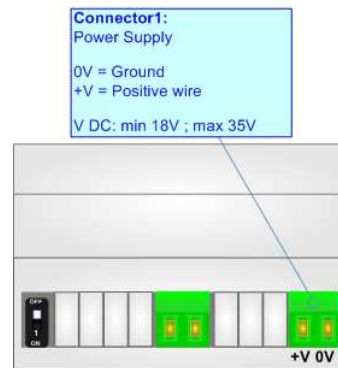 Connector1:
Power Supply
0V = Ground
+V = Positive wire
V DC: min 18V ; max 35V
OFF
1
ON
+V 0V